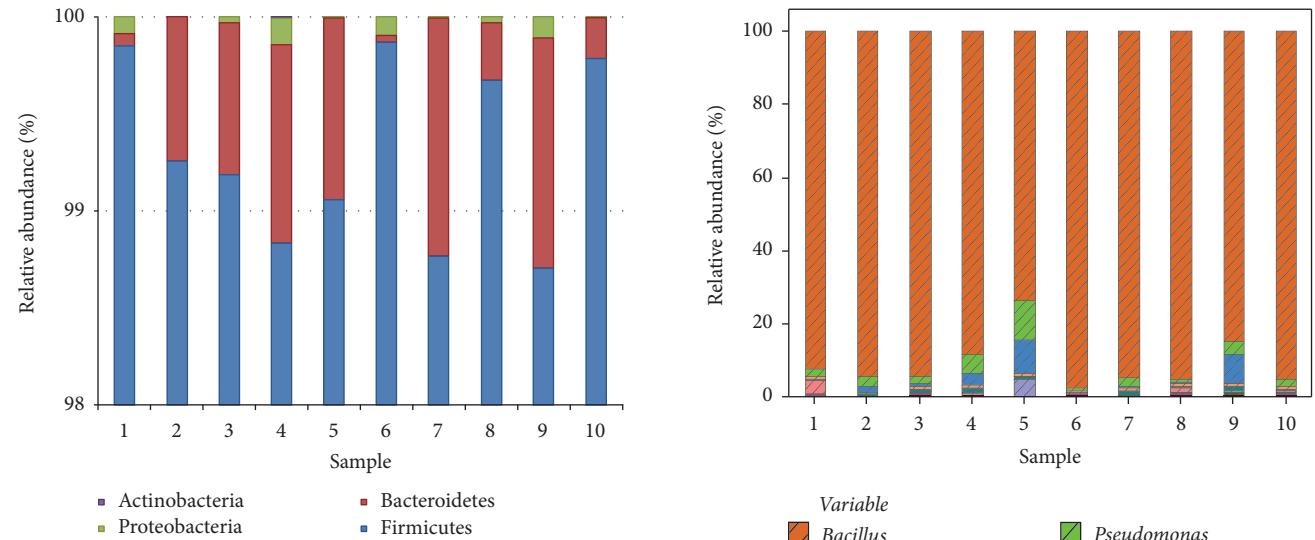 Relative abundance (%)
100
99
98
1 2 3 4 5 6 7 8 9 10
Sample
Actinobacteria
Bacteroidetes
Proteobacteria
Firmicutes
Relative abundance (%)
100
80
60
40
20
0
1 2 3 4 5 6 7 8 9 10
Sample
Variable
Bacillus
Pseudomonas